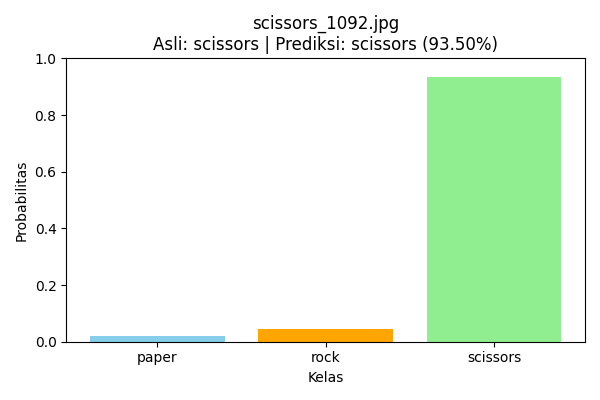 scissors_1092.jpg
Asli: scissors | Prediksi: scissors (93.50%)
1.0
0.8
0.6
0.4
0.2
0.0
Probabilitas
paper
rock
scissors
Kelas